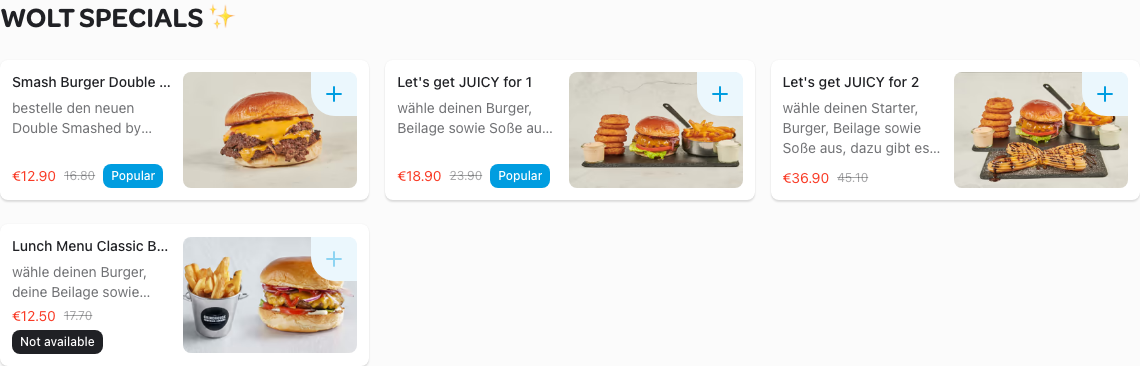 WOLT SPECIALS ✨
Smash Burger Double ...
bestelle den neuen
Double Smashed by...
€12.90 16.80 Popular
Let's get JUICY for 1
wähle deinen Burger,
Beilage sowie Soße au...
€18.90 23.90 Popular
Let's get JUICY for 2
wähle deinen Starter,
Burger, Beilage sowie
Soße aus, dazu gibt es...
€36.90 45.10
Lunch Menu Classic B...
wähle deinen Burger,
deine Beilage sowie...
€12.50 17.70
Not available